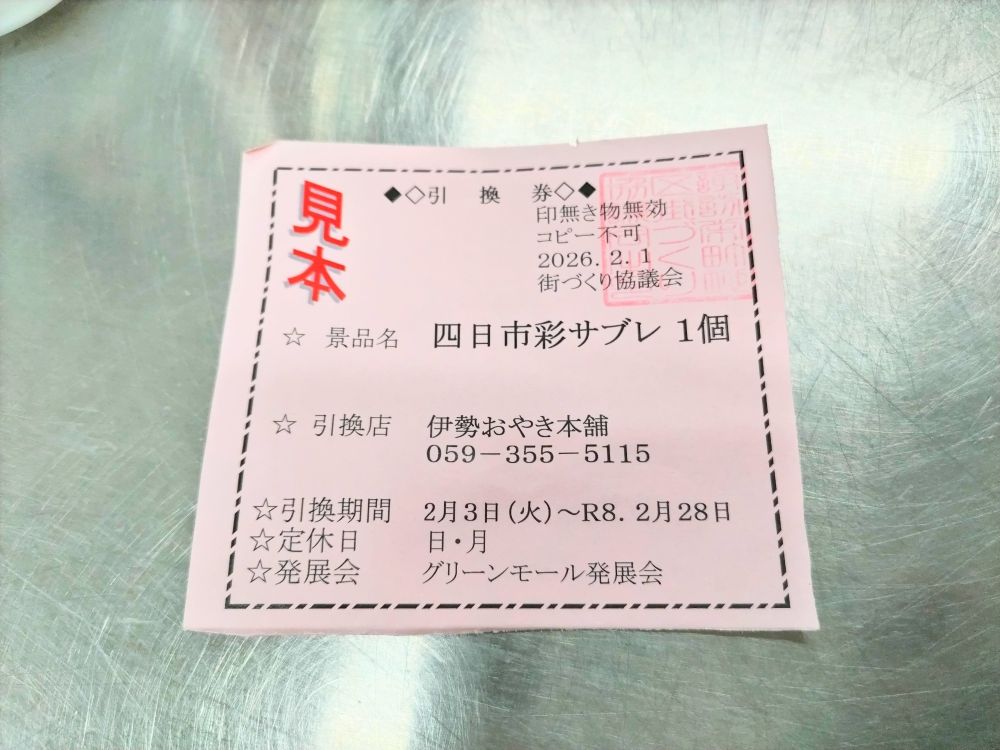 見本
◆◇引 換 券◇◆
印無き物無効
コピー不可
2026.2.1
街づくり協議会
☆ 景品名 四日市彩サブレ 1個
☆ 引換店 伊勢おやき本舗
059－355－5115
☆引換期間 2月3日(火)～R8.2月28日
☆定休日 日・月
☆発展会 グリーンモール発展会